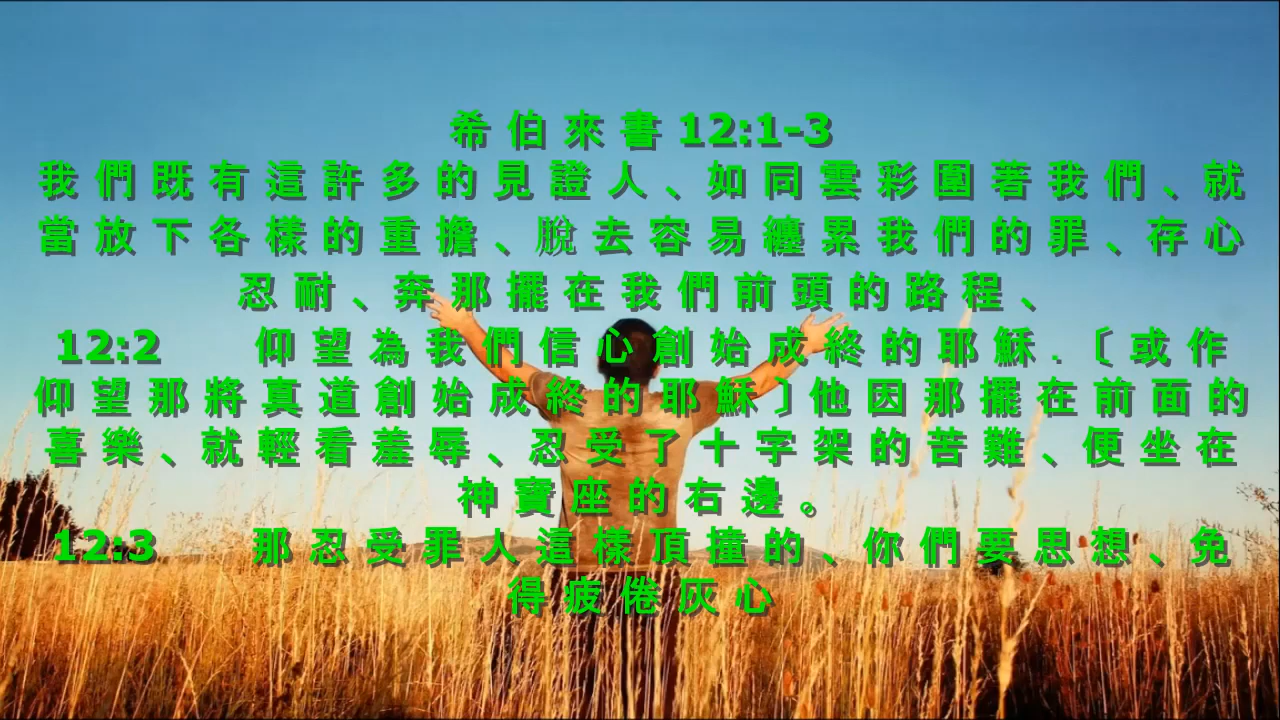 希伯來書12:1-3
我們既有這許多的見證人、如同雲彩圍著我們、就
當放下各樣的重擔、脫去容易纏累我們的罪、存心
忍耐、奔那擺在我們前頭的路程、
12:2 仰望為我們信心創始成終的耶穌．〔或作
仰望那將真道創始成終的耶穌〕他因那擺在前面的
喜樂、就輕看羞辱、忍受了十字架的苦難、便坐在
神寶座的右邊。
12:3 那忍受罪人這樣頂撞的、你們要思想、免
得疲倦灰心